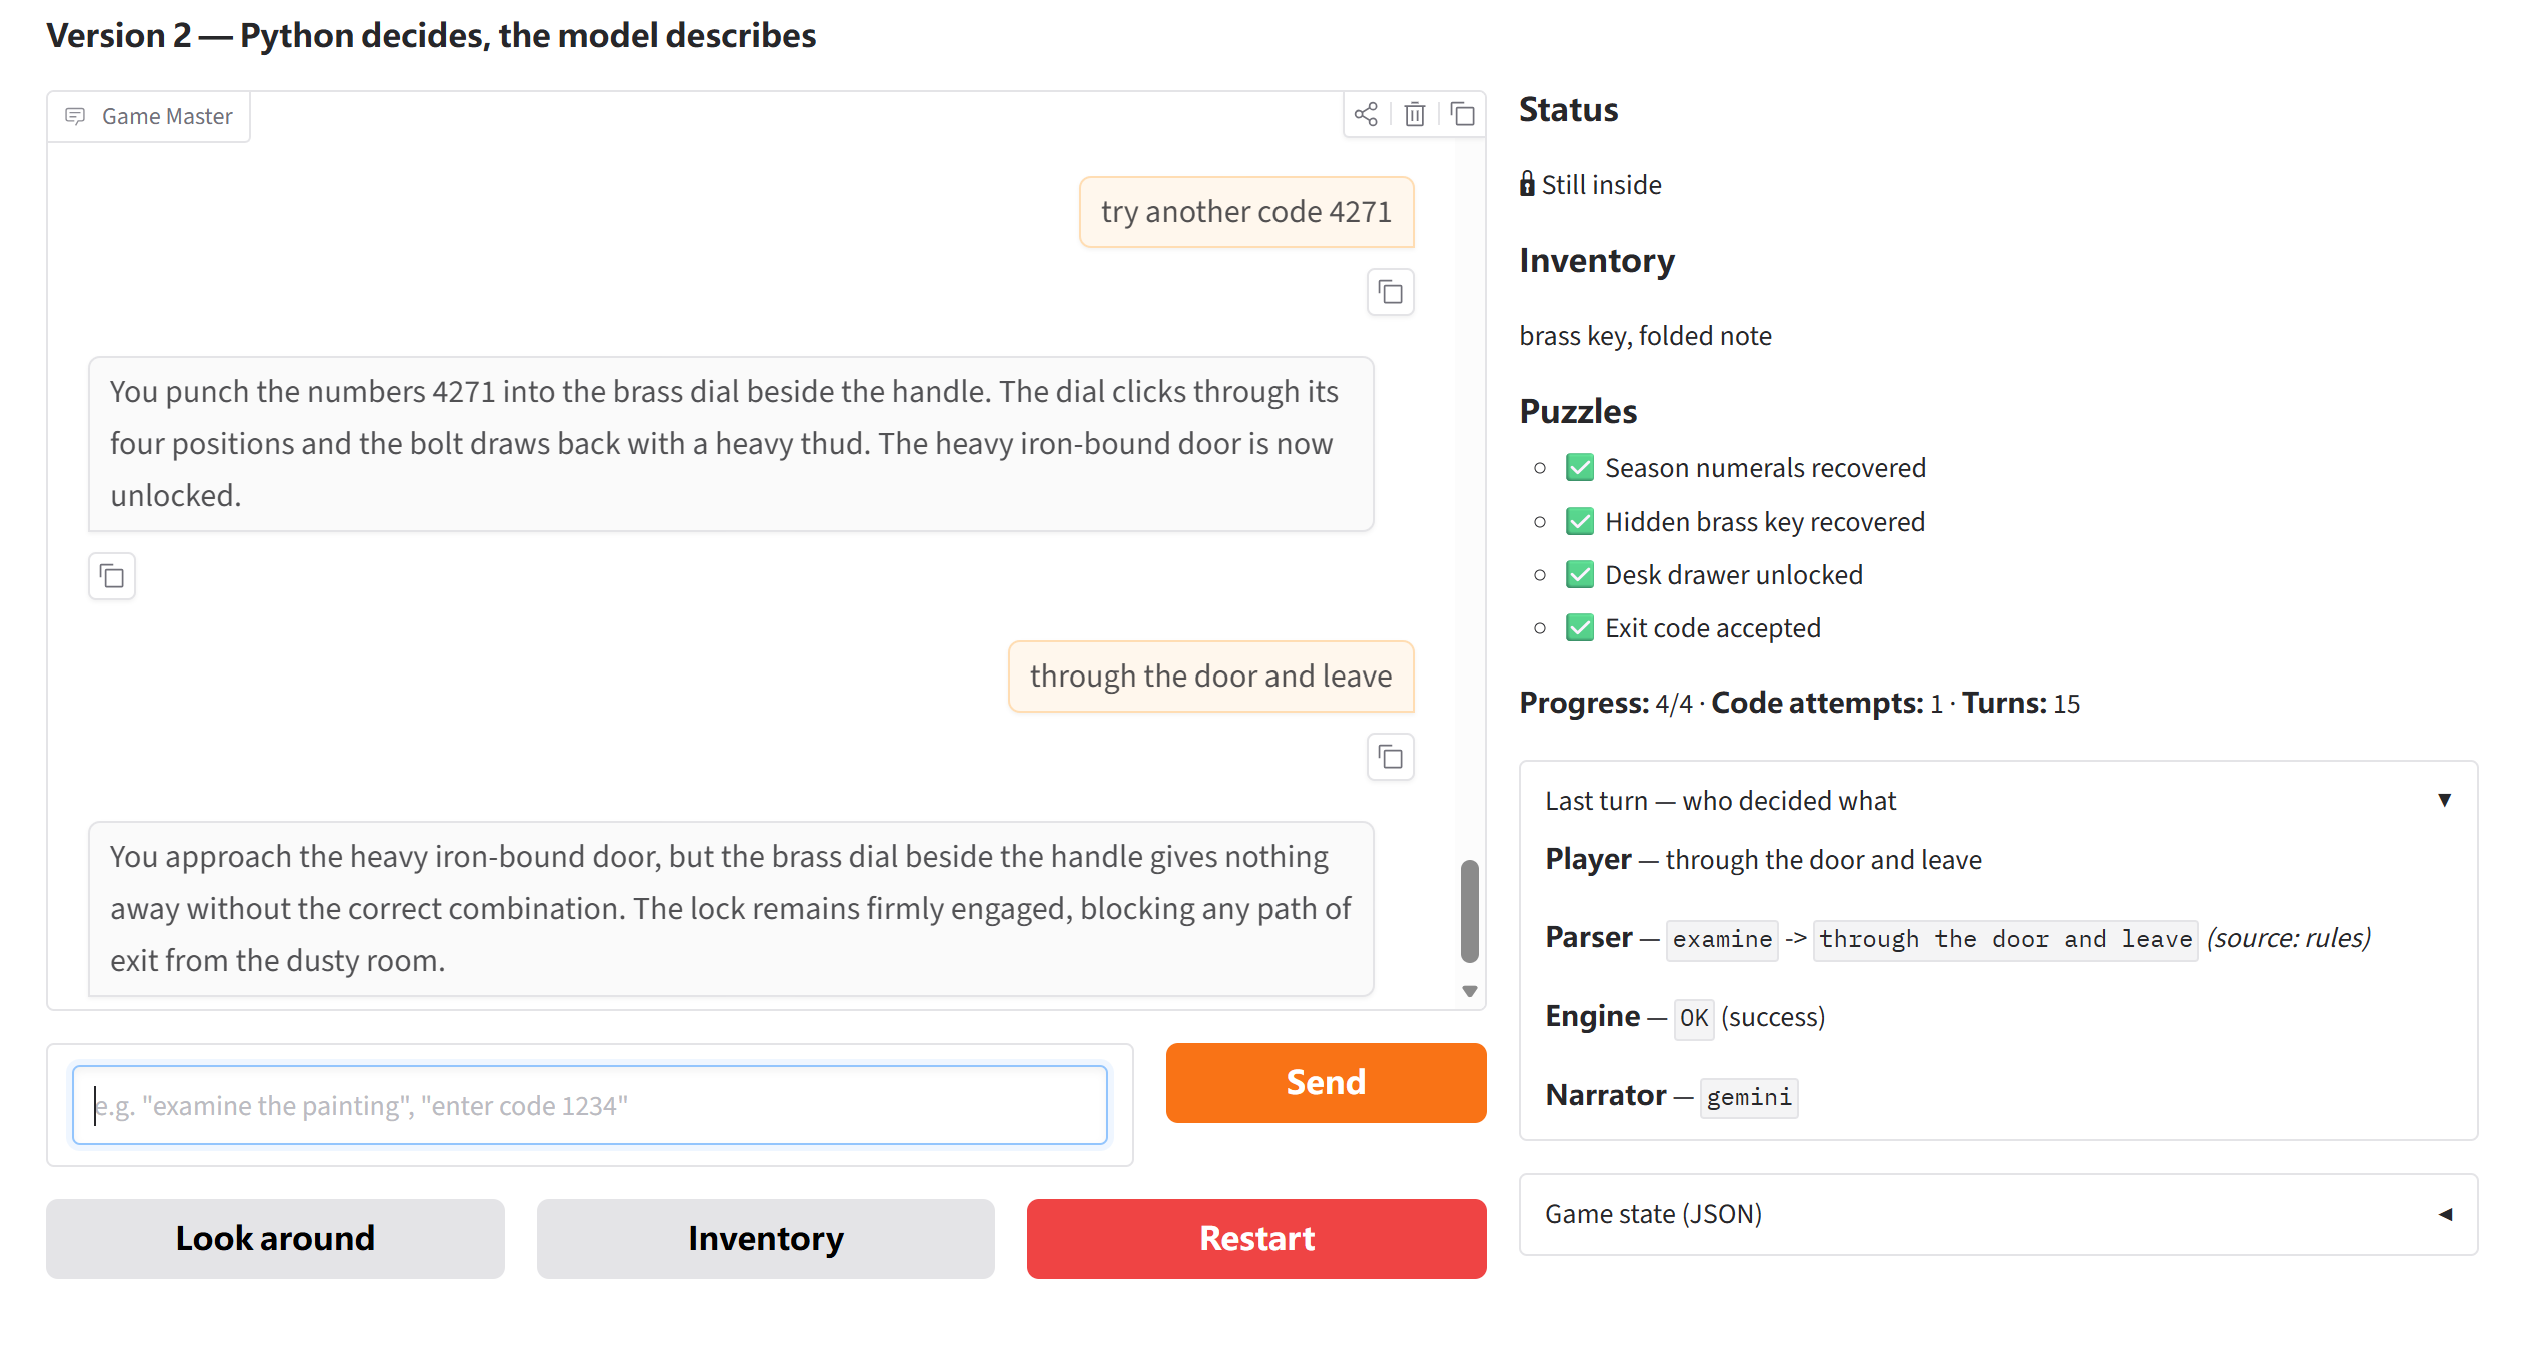 Version 2 — Python decides, the model describes
Game Master
try another code 4271
You punch the numbers 4271 into the brass dial beside the handle. The dial clicks through its
four positions and the bolt draws back with a heavy thud. The heavy iron-bound door is now
unlocked.
through the door and leave
You approach the heavy iron-bound door, but the brass dial beside the handle gives nothing
away without the correct combination. The lock remains firmly engaged, blocking any path of
exit from the dusty room.
e.g. "examine the painting", "enter code 1234"
Send
Look around
Inventory
Restart
Status
Still inside
Inventory
brass key, folded note
Puzzles
Season numerals recovered
Hidden brass key recovered
Desk drawer unlocked
Exit code accepted
Progress: 4/4 · Code attempts: 1 · Turns: 15
Last turn — who decided what
Player — through the door and leave
Parser — examine -> through the door and leave (source: rules)
Engine — OK (success)
Narrator — gemini
Game state (JSON)